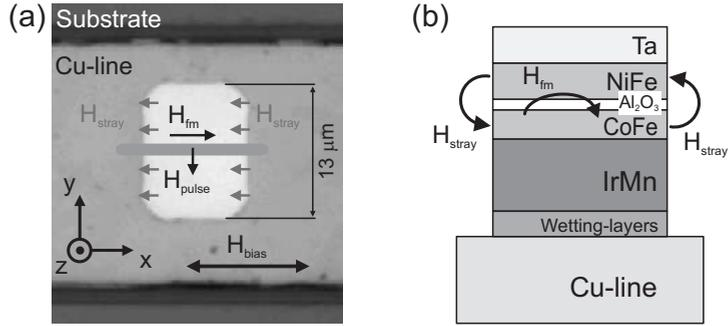 (a)
Substrate
Cu-line
H_stray
H_fm
H_stray
H_pulse
13 μm
y
z
x
H_bias
(b)
Ta
H_fm
NiFe
Al₂O₃
H_stray
CoFe
H_stray
IrMn
Wetting-layers
Cu-line